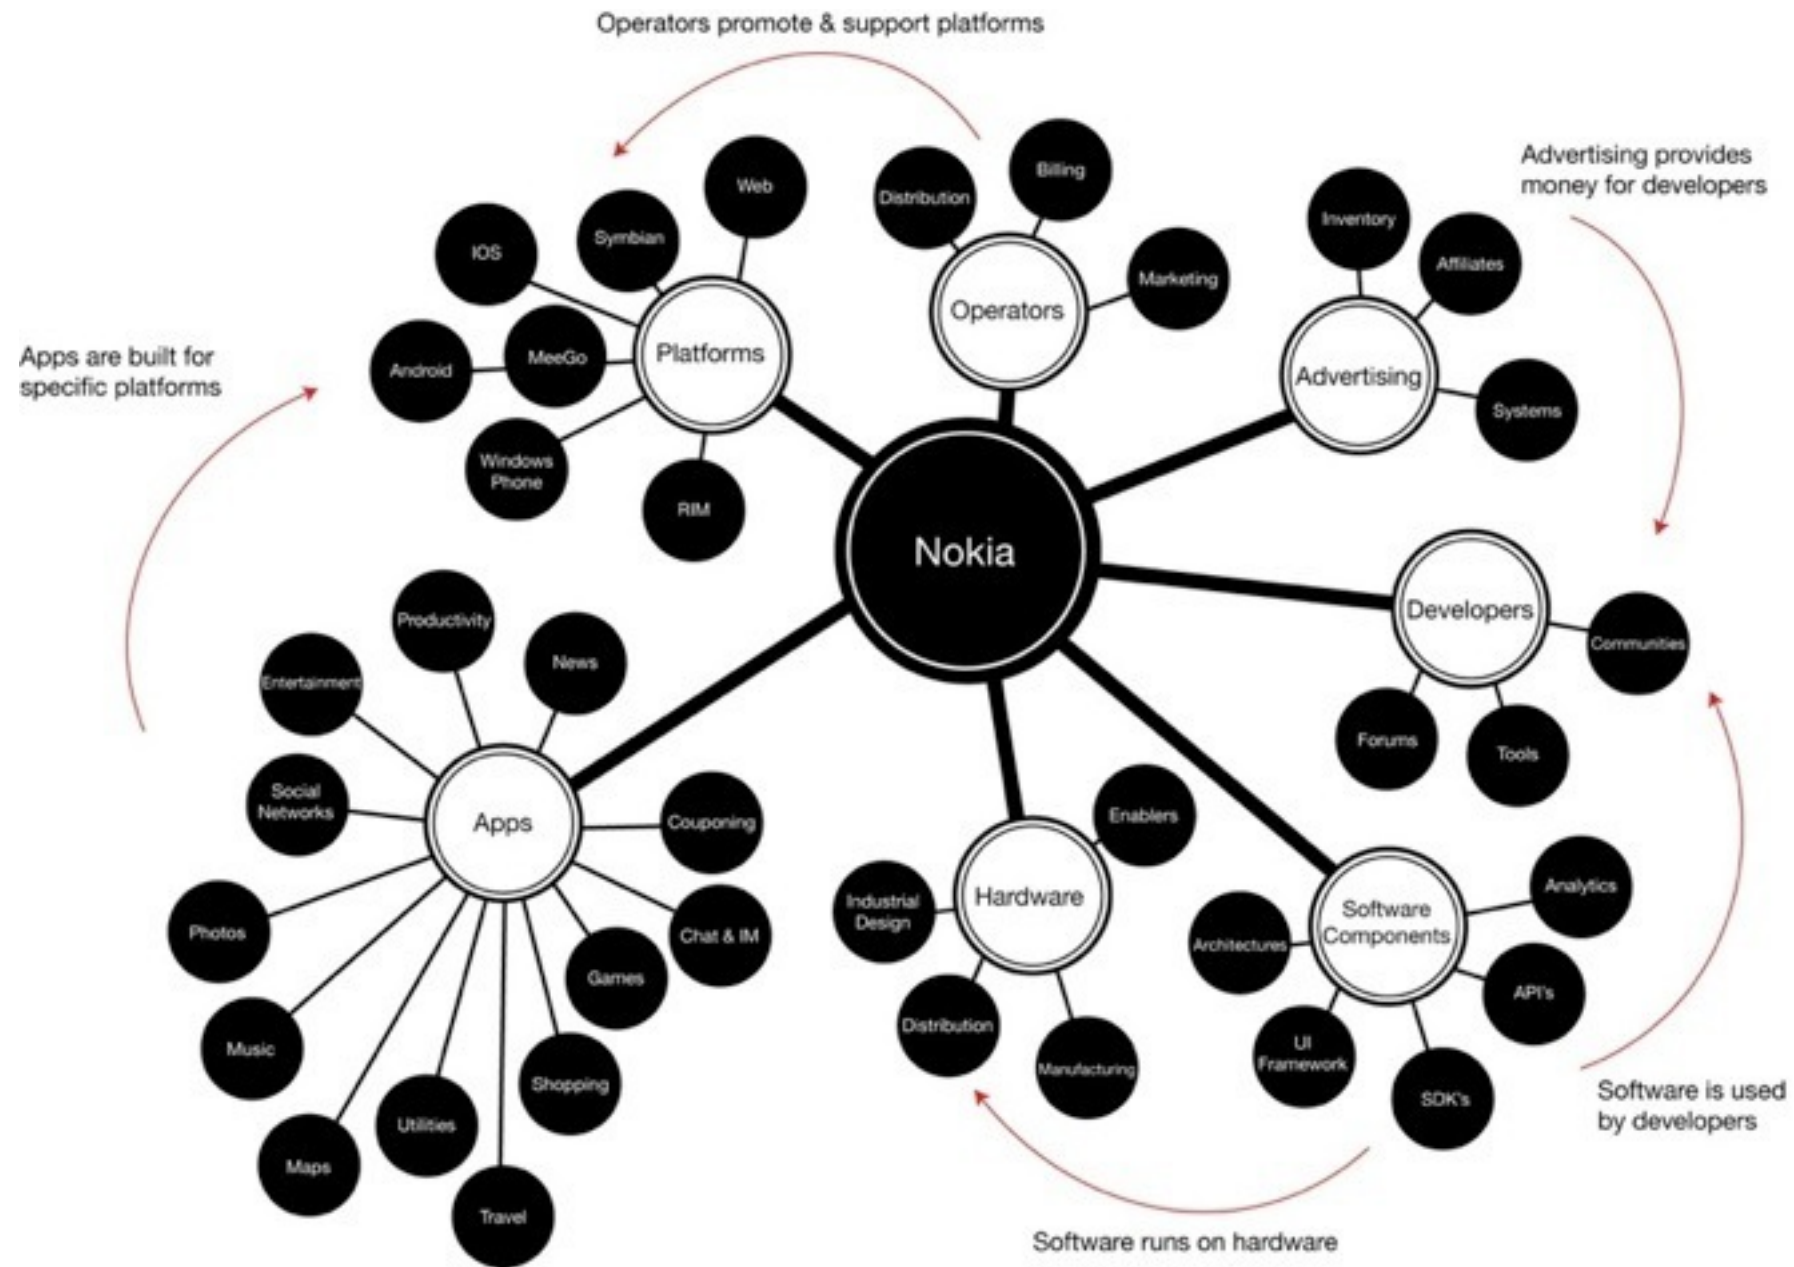 Operators promote & support platforms
Advertising provides
money for developers
Apps are built for
specific platforms
Nokia
Platforms
Web
Symbian
IOS
MeeGo
Android
Windows
Phone
RIM
Operators
Distribution
Billing
Marketing
Advertising
Inventory
Affiliates
Systems
Developers
Communities
Forums
Tools
Software
Components
Analytics
API's
SDK's
UI
Framework
Architectures
Software is used
by developers
Hardware
Enablers
Industrial
Design
Distribution
Manufacturing
Software runs on hardware
Apps
Productivity
News
Entertainment
Social
Networks
Photos
Music
Maps
Utilities
Travel
Shopping
Games
Chat & IM
Couponing